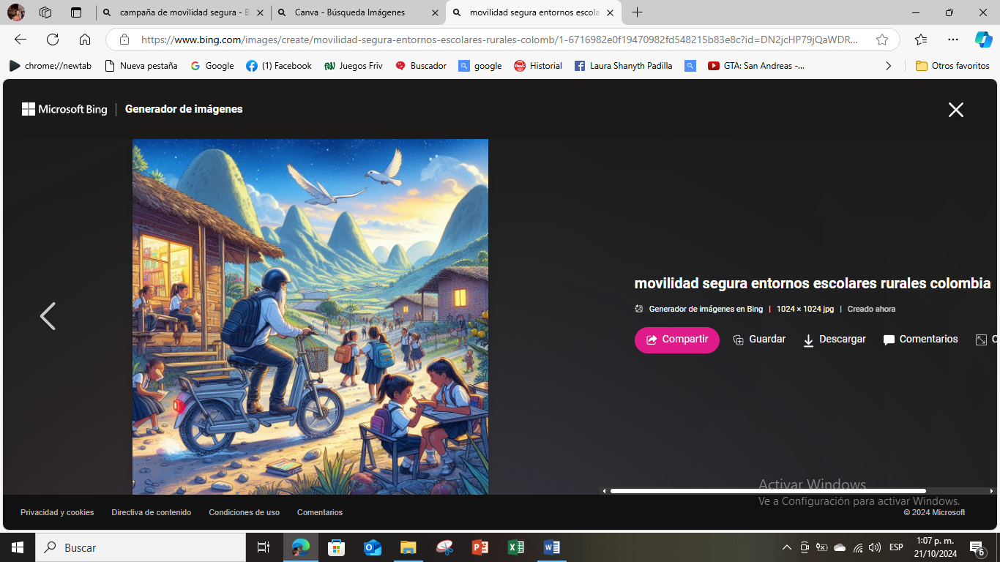 campaña de movilidad segura - B
Canva - Búsqueda Imágenes
movilidad segura entornos escola
https://www.bing.com/images/create/movilidad-segura-entornos-escolares-rurales-colomb/1-6716982e0f19470982fd548215b83e8c?id=DN2jcHP79jQaWDR...
chrome://newtab
Nueva pestaña
Google
(1) Facebook
Juegos Friv
Buscador
google
Historial
Laura Shanyth Padilla
GTA: San Andreas -...
Otros favoritos
Microsoft Bing
Generador de imágenes
movilidad segura entornos escolares rurales colombia
Generador de imágenes en Bing | 1024 × 1024 jpg | Creado ahora
Compartir
Guardar
Descargar
Comentarios
C
Activar Windows
Ve a Configuración para activar Windows.
Privacidad y cookies
Directiva de contenido
Condiciones de uso
Comentarios
© 2024 Microsoft
Buscar
ESP
1:07 p. m.
21/10/2024
6